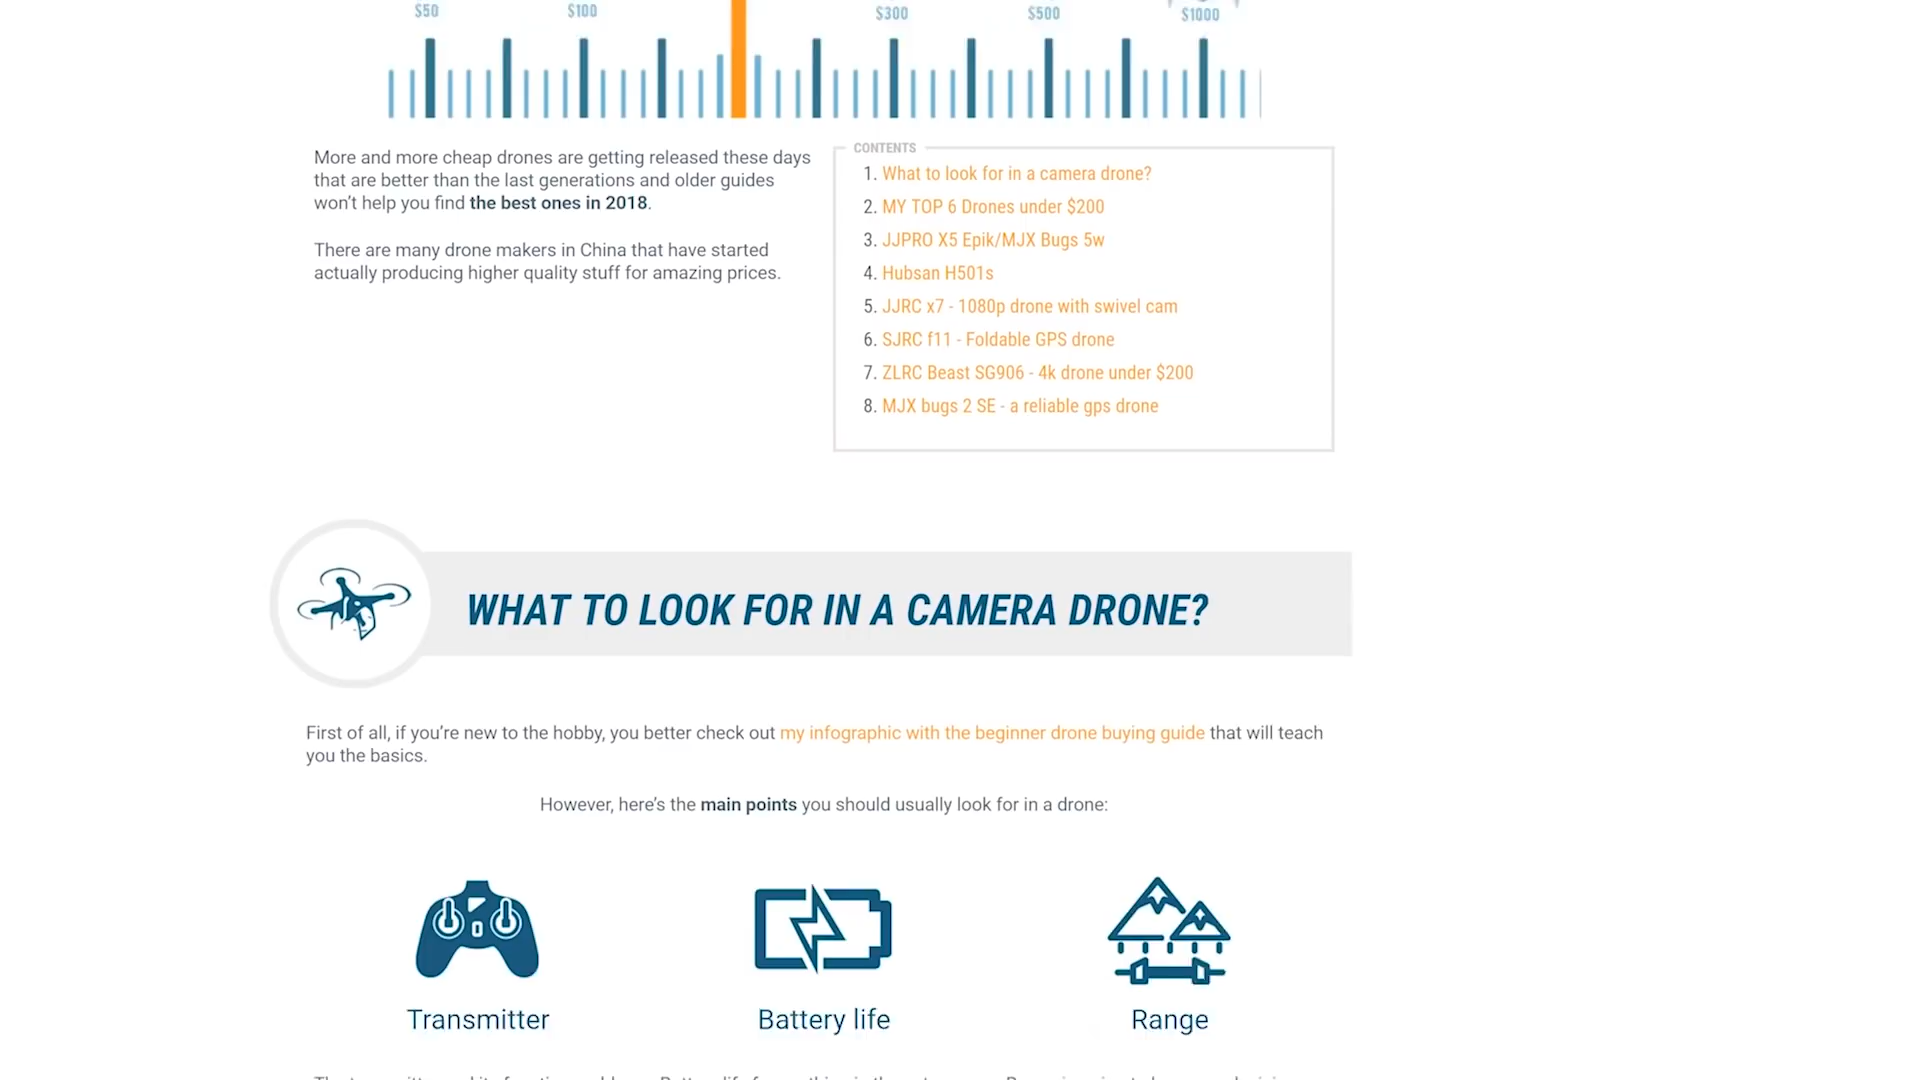 $50 $100 $300 $500 $1000
More and more cheap drones are getting released these days
that are better than the last generations and older guides
won't help you find the best ones in 2018.
There are many drone makers in China that have started
actually producing higher quality stuff for amazing prices.
CONTENTS
1. What to look for in a camera drone?
2. MY TOP 6 Drones under $200
3. JJPRO X5 Epik/MJX Bugs 5w
4. Hubsan H501s
5. JJRC x7 - 1080p drone with swivel cam
6. SJRC f11 - Foldable GPS drone
7. ZLRC Beast SG906 - 4k drone under $200
8. MJX bugs 2 SE - a reliable gps drone
WHAT TO LOOK FOR IN A CAMERA DRONE?
First of all, if you're new to the hobby, you better check out my infographic with the beginner drone buying guide that will teach
you the basics.
However, here's the main points you should usually look for in a drone:
Transmitter
Battery life
Range